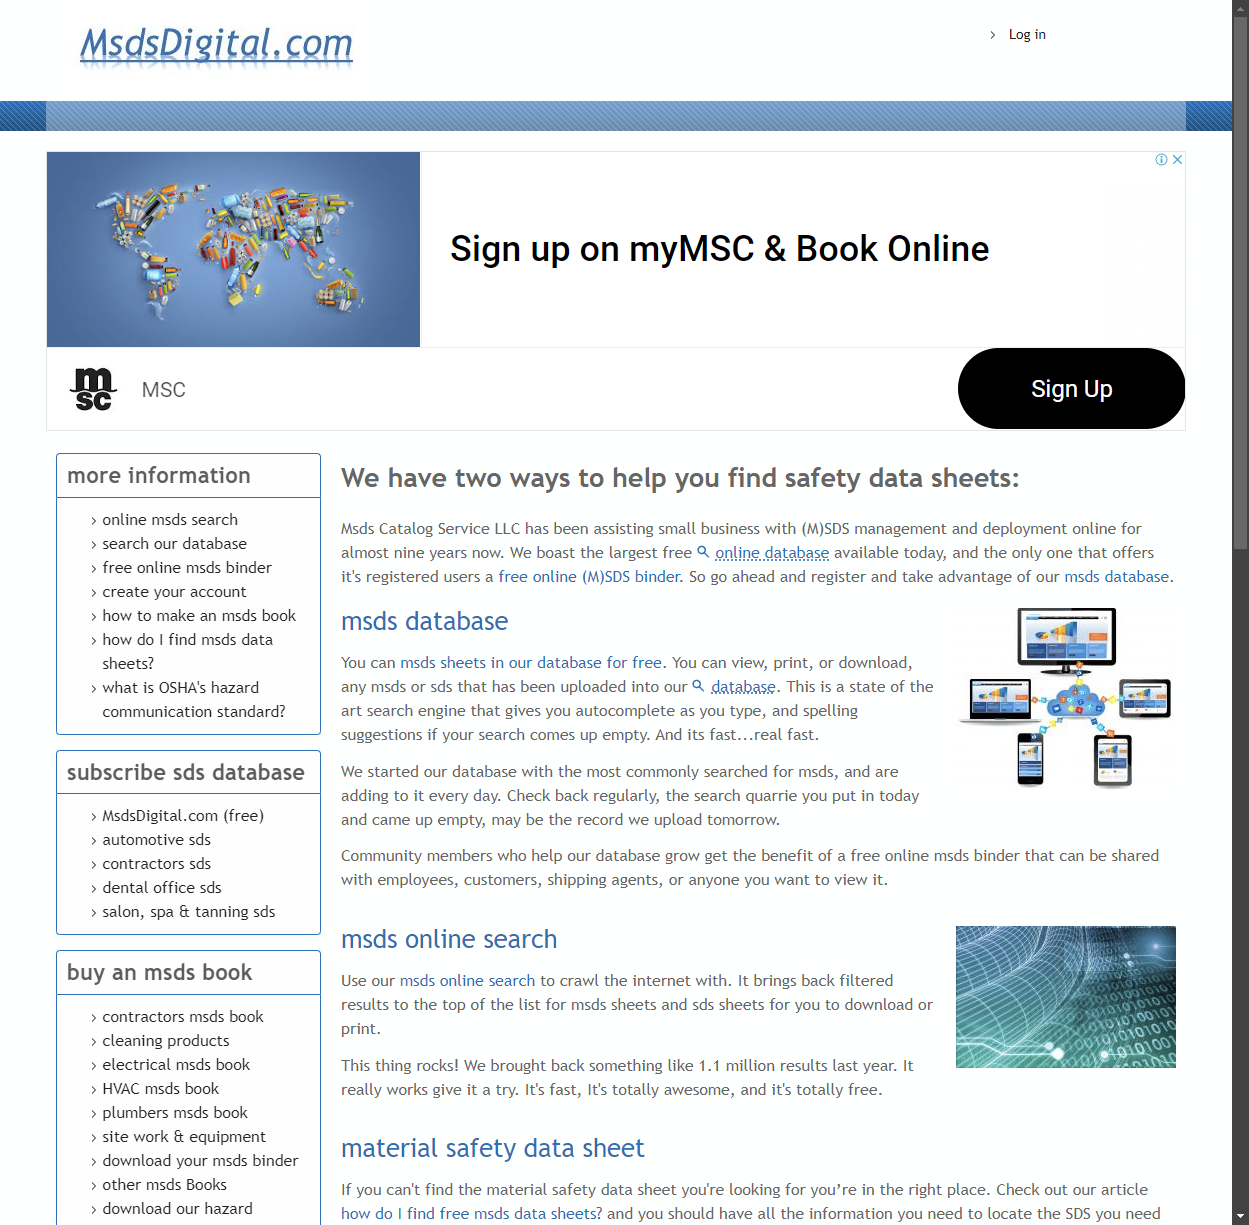 MsdsDigital.com
Log in
Sign up on myMSC & Book Online
m
sc
MSC
Sign Up
more information
online msds search
search our database
free online msds binder
create your account
how to make an msds book
how do I find msds data
sheets?
what is OSHA's hazard
communication standard?
subscribe sds database
MsdsDigital.com (free)
automotive sds
contractors sds
dental office sds
salon, spa & tanning sds
buy an msds book
contractors msds book
cleaning products
electrical msds book
HVAC msds book
plumbers msds book
site work & equipment
download your msds binder
other msds Books
download our hazard
We have two ways to help you find safety data sheets:
Msds Catalog Service LLC has been assisting small business with (M)SDS management and deployment online for
almost nine years now. We boast the largest free online database available today, and the only one that offers
it's registered users a free online (M)SDS binder. So go ahead and register and take advantage of our msds database.
msds database
You can msds sheets in our database for free. You can view, print, or download,
any msds or sds that has been uploaded into our database. This is a state of the
art search engine that gives you autocomplete as you type, and spelling
suggestions if your search comes up empty. And its fast...real fast.
We started our database with the most commonly searched for msds, and are
adding to it every day. Check back regularly, the search quarrie you put in today
and came up empty, may be the record we upload tomorrow.
Community members who help our database grow get the benefit of a free online msds binder that can be shared
with employees, customers, shipping agents, or anyone you want to view it.
msds online search
Use our msds online search to crawl the internet with. It brings back filtered
results to the top of the list for msds sheets and sds sheets for you to download or
print.
This thing rocks! We brought back something like 1.1 million results last year. It
really works give it a try. It's fast, It's totally awesome, and it's totally free.
material safety data sheet
If you can't find the material safety data sheet you're looking for you’re in the right place. Check out our article
how do I find free msds data sheets? and you should have all the information you need to locate the SDS you need